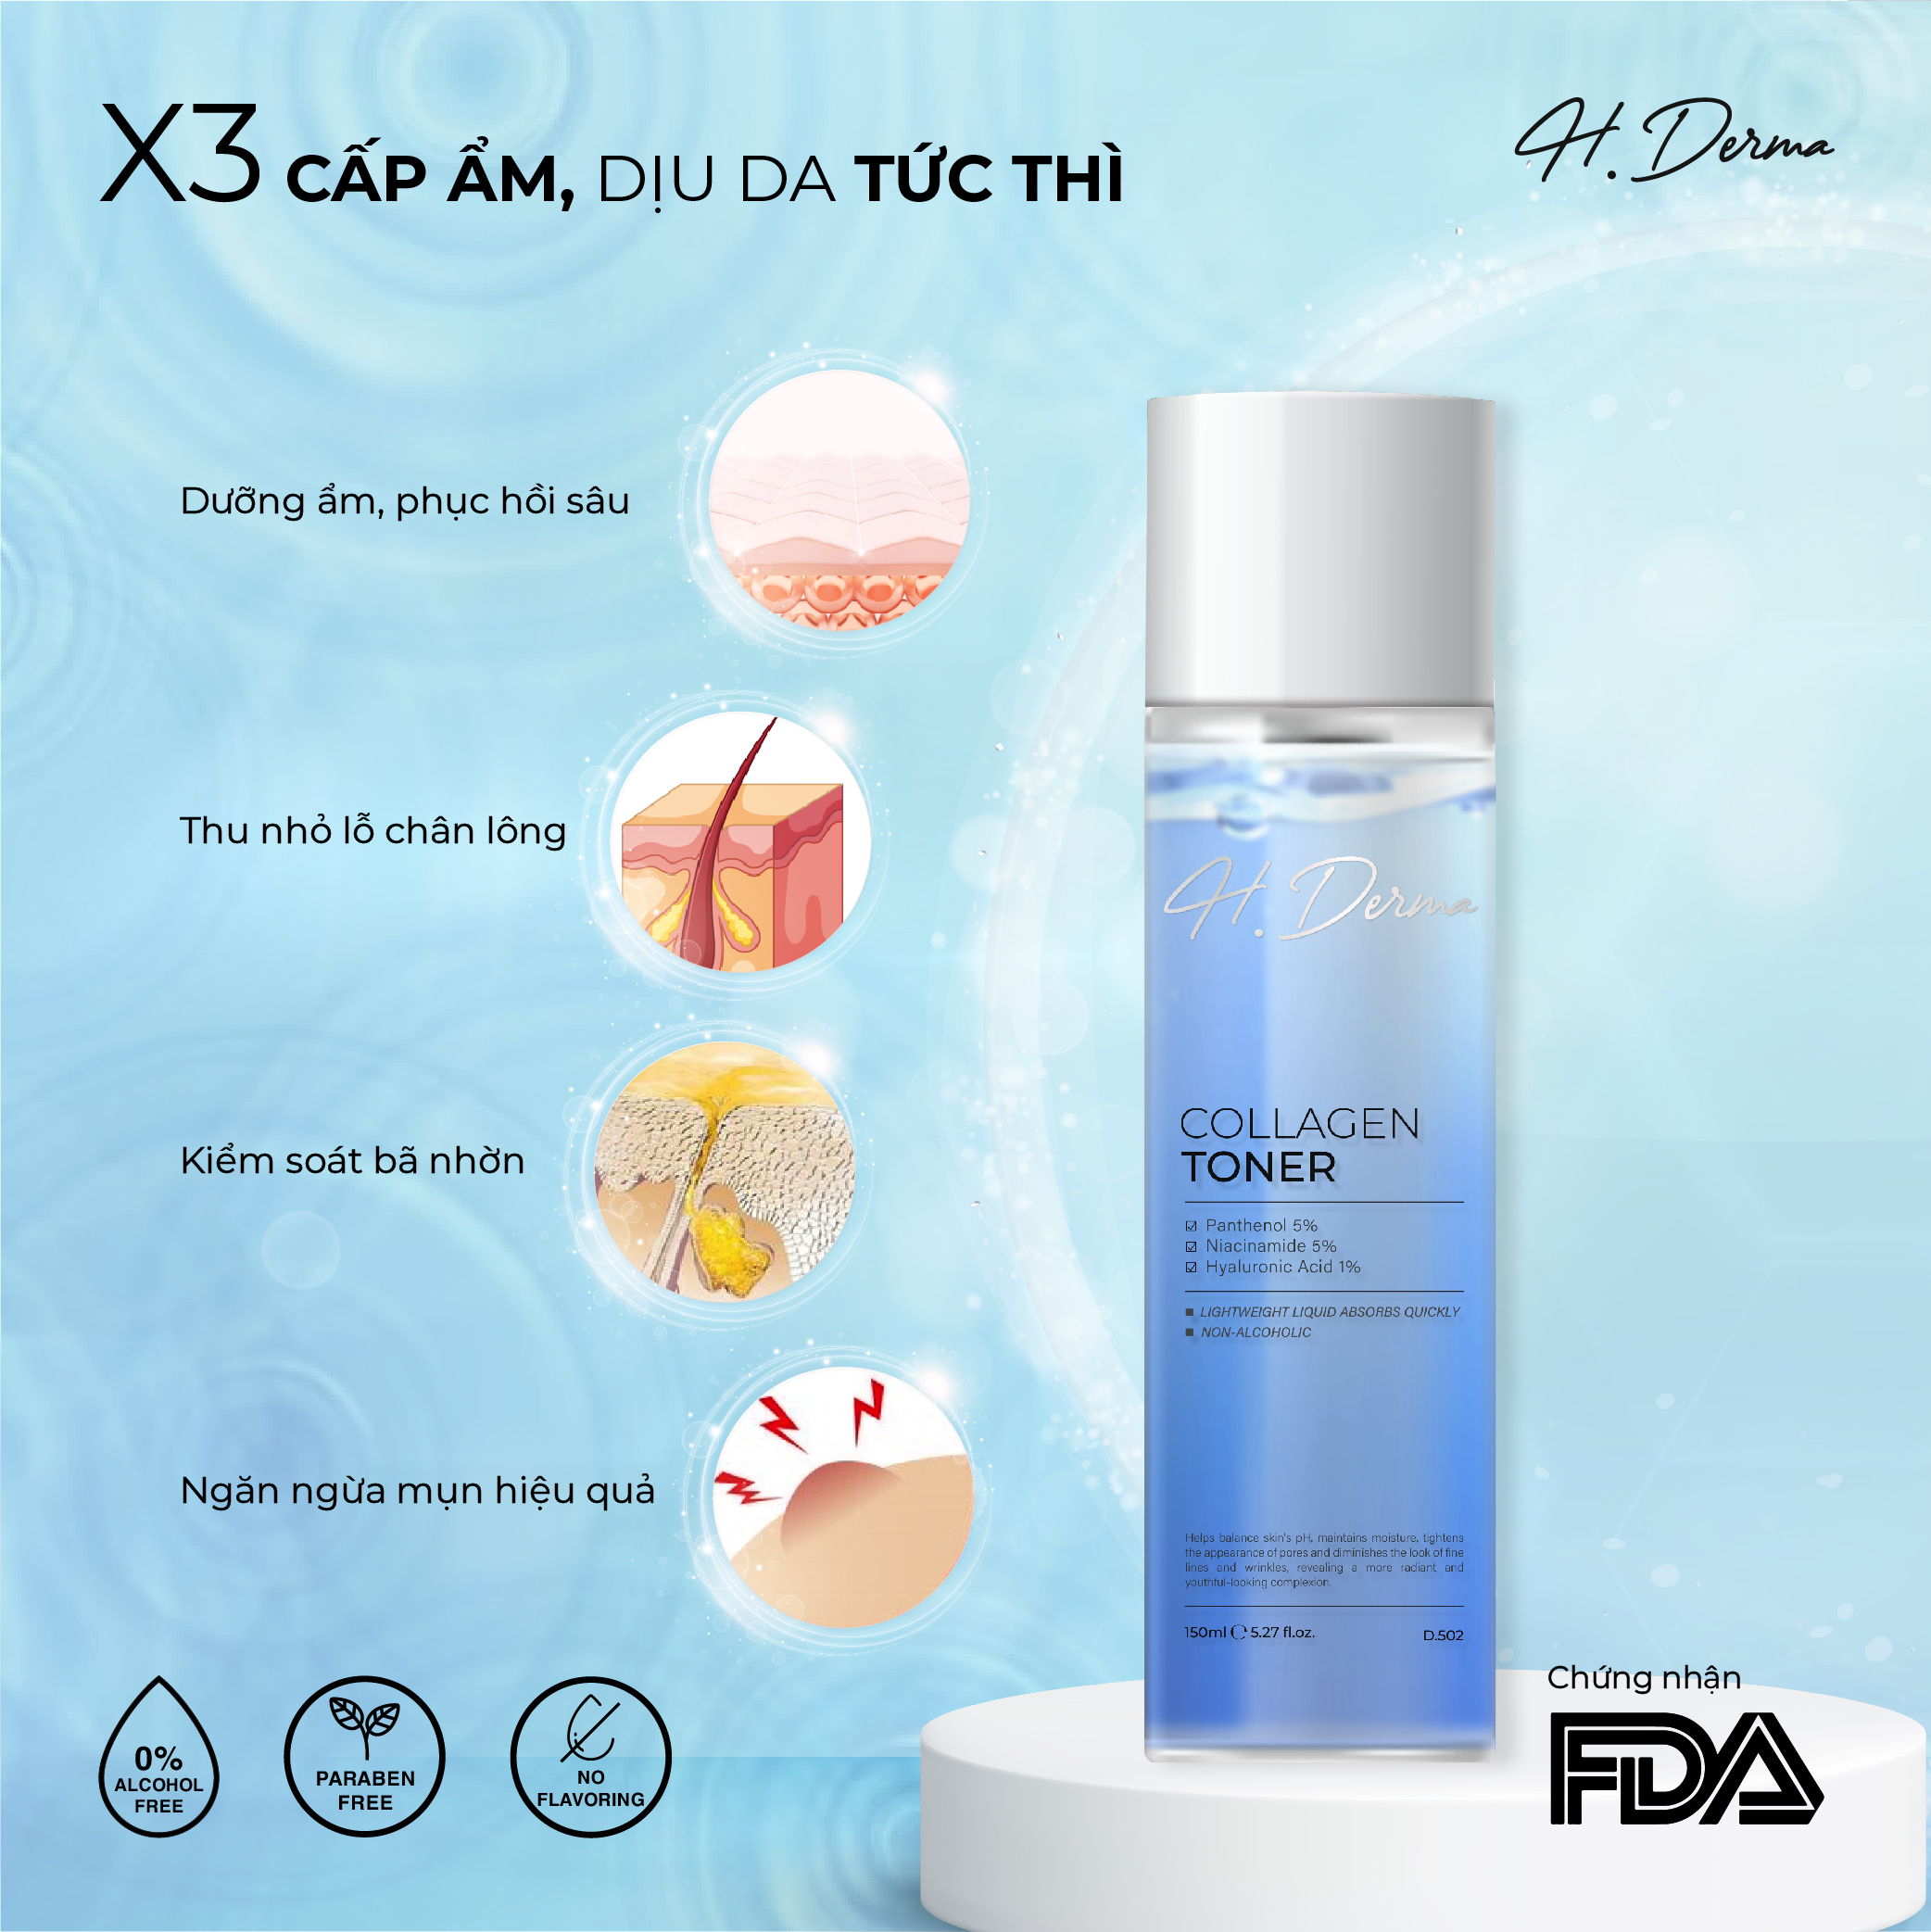 X3 CẤP ẨM, DỊU DA TỨC THÌ
H. Derma
Dưỡng ẩm, phục hồi sâu
Thu nhỏ lỗ chân lông
Kiểm soát bã nhờn
Ngăn ngừa mụn hiệu quả
H. Derma
COLLAGEN
TONER
Panthenol 5%
Niacinamide 5%
Hyaluronic Acid 1%
LIGHTWEIGHT LIQUID ABSORBS QUICKLY
NON-ALCOHOLIC
Helps balance skin's pH, maintains moisture, tightens
the appearance of pores and diminishes the look of fine
lines and wrinkles, revealing a more radiant and
youthful-looking complexion.
150ml ℮ 5.27 fl.oz.
D.502
0%
ALCOHOL
FREE
PARABEN
FREE
NO
FLAVORING
Chứng nhận
FDA